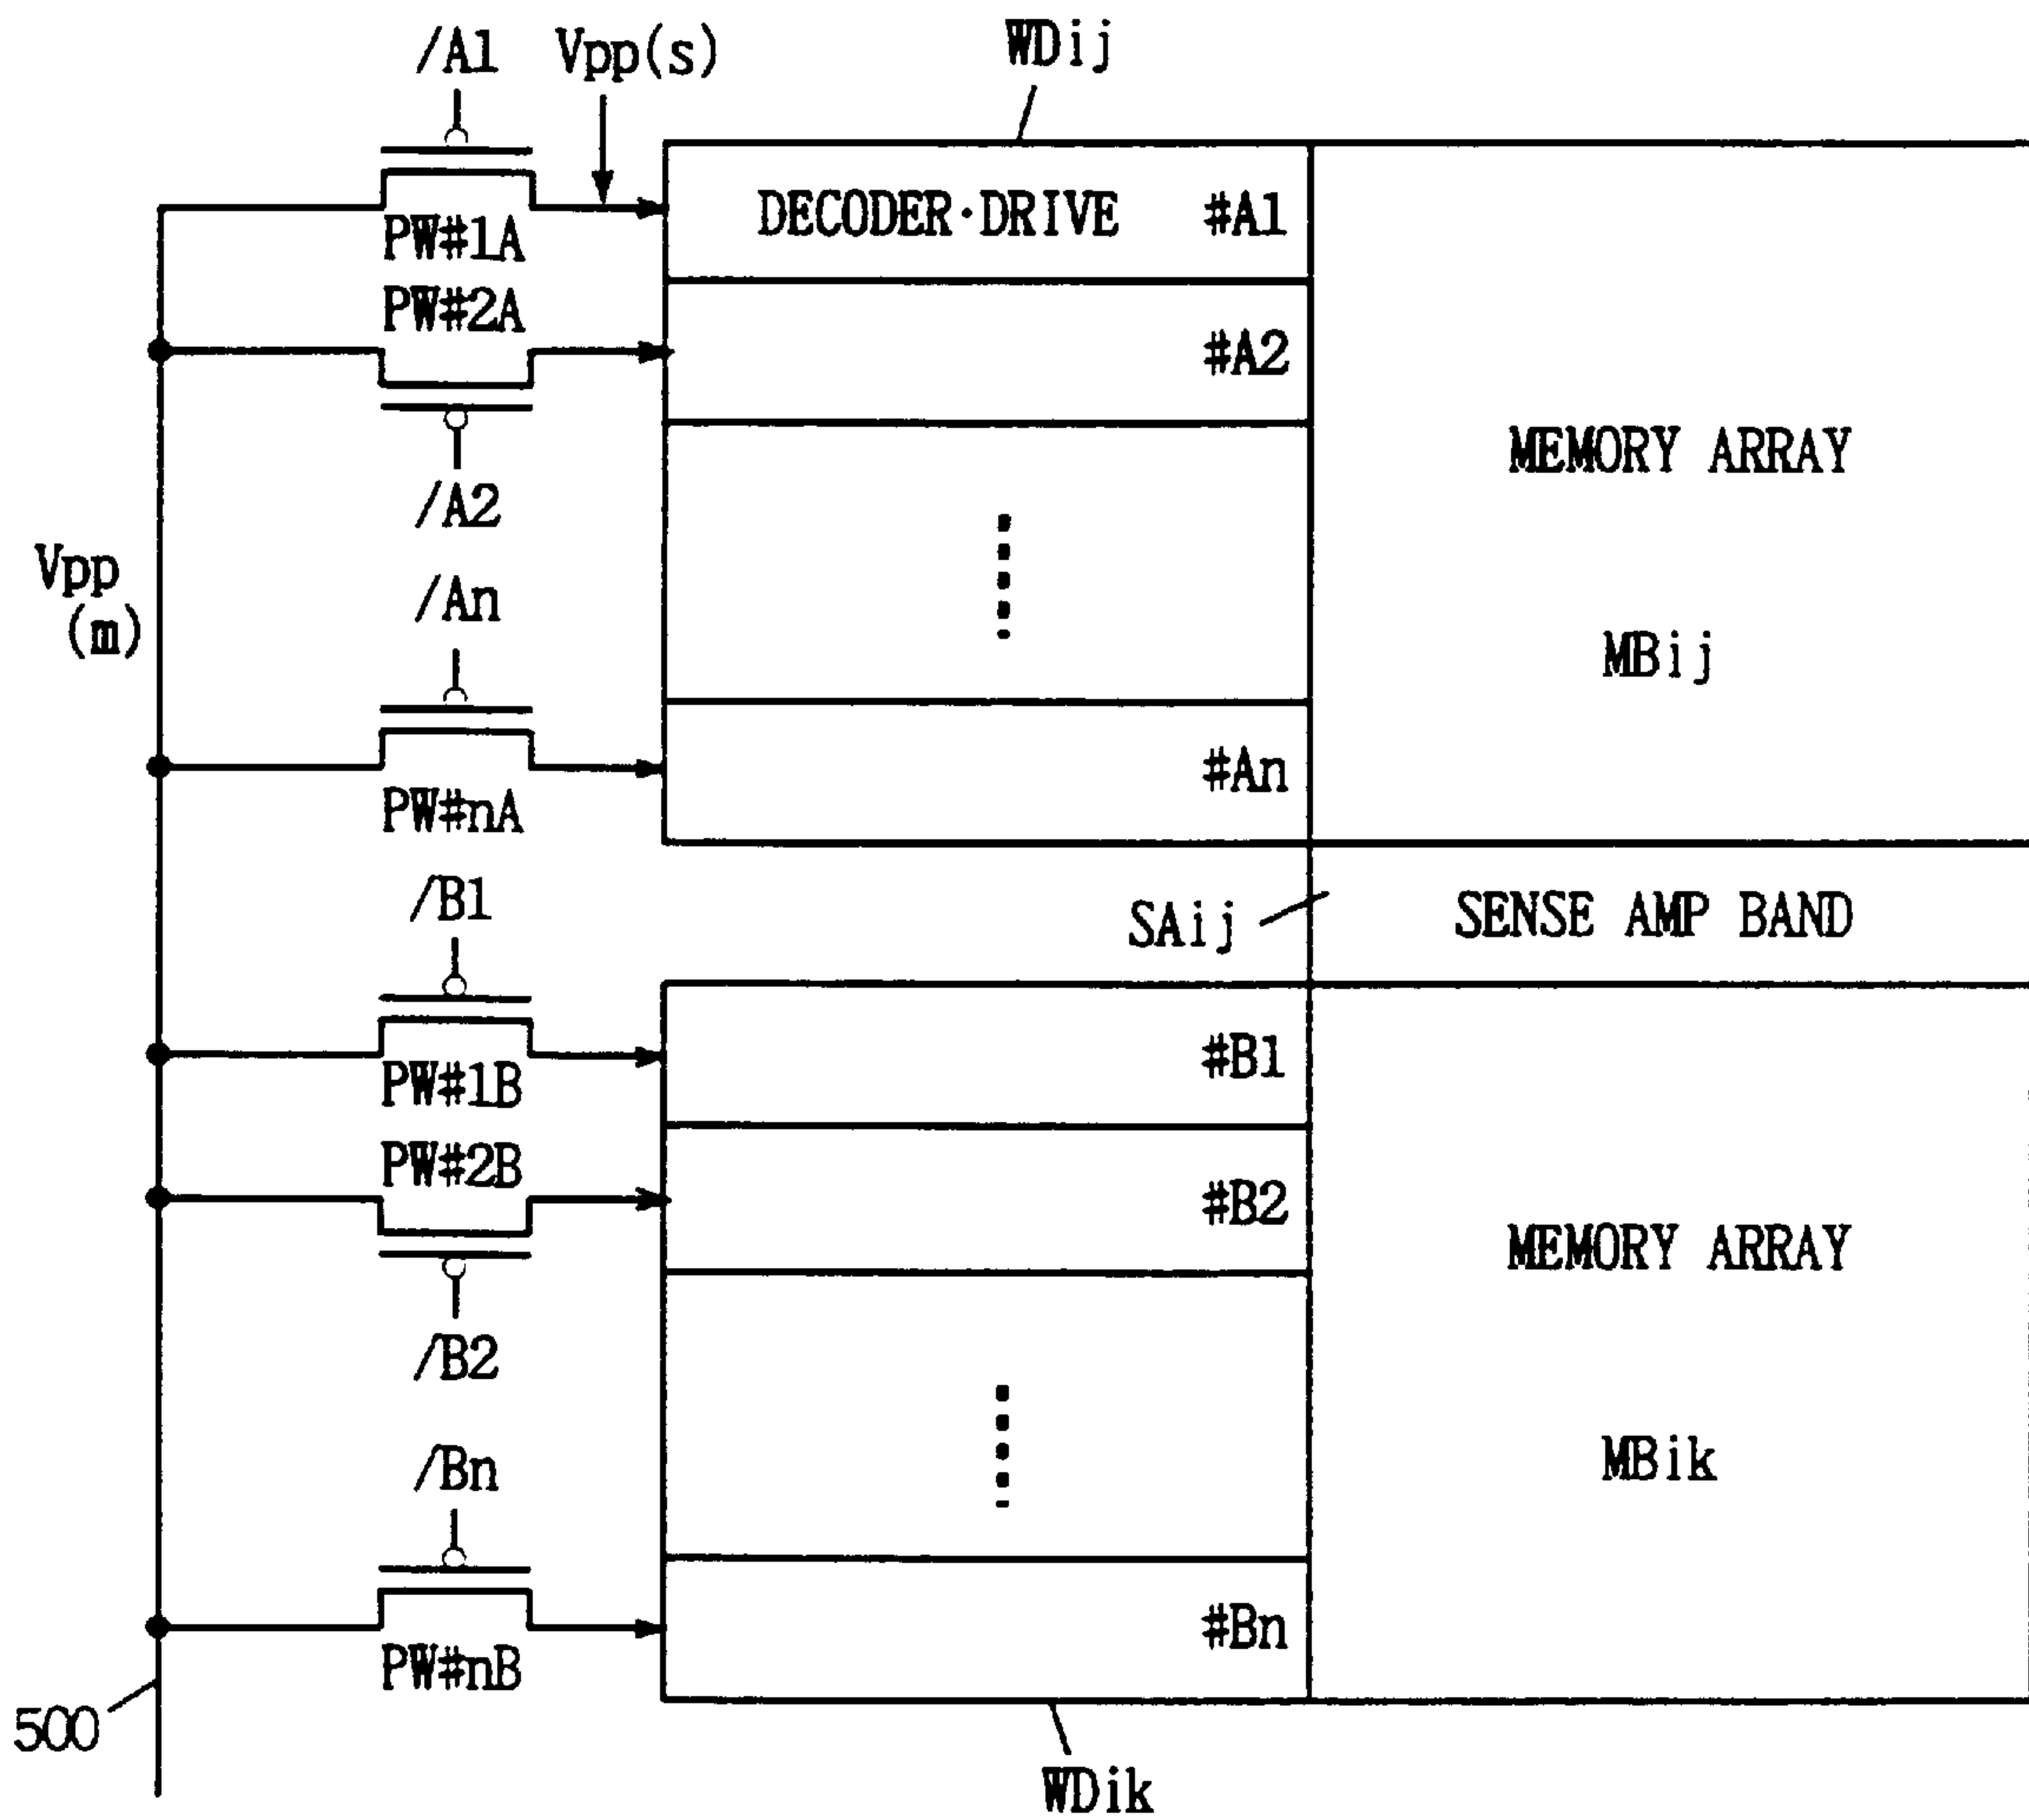 /A1
Vpp(s)
WDij
DECODER·DRIVE #A1
PW#1A
PW#2A
#A2
/A2
MEMORY ARRAY
Vpp
(m)
/An
MBij
#An
PW#nA
/B1
SAij
SENSE AMP BAND
#B1
PW#1B
PW#2B
#B2
/B2
MEMORY ARRAY
/Bn
MBik
#Bn
PW#nB
500
WDik